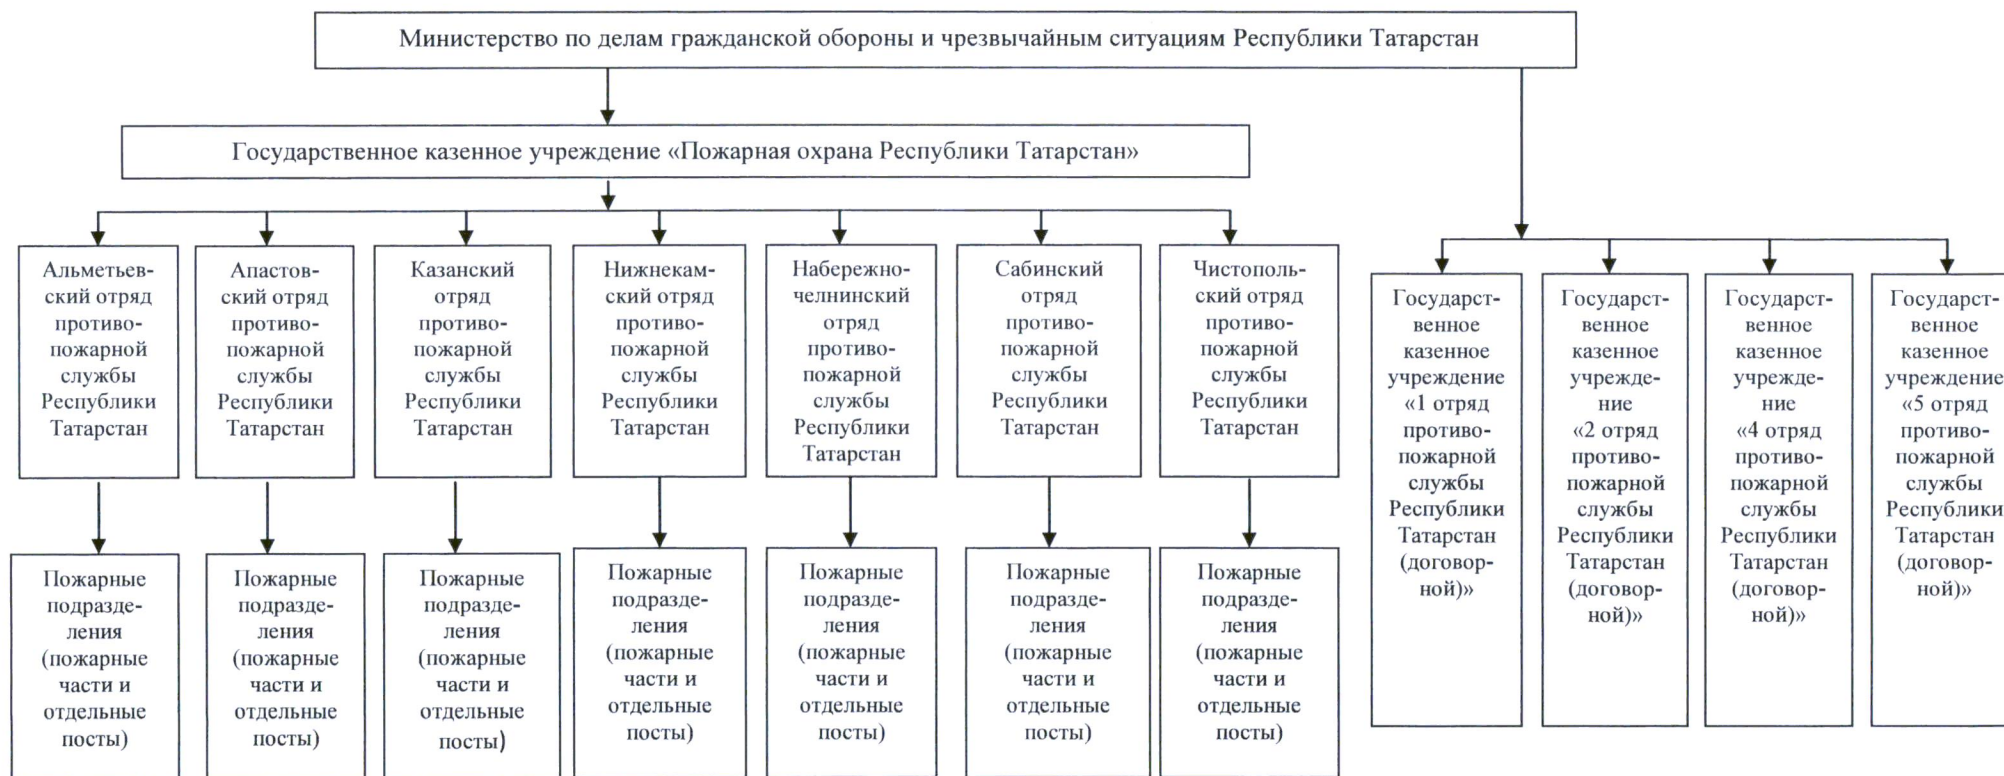 Министерство по делам гражданской обороны и чрезвычайным ситуациям Республики Татарстан
Государственное казенное учреждение «Пожарная охрана Республики Татарстан»
Альметьев-
ский отряд
противо-
пожарной
службы
Республики
Татарстан
Апастов-
ский отряд
противо-
пожарной
службы
Республики
Татарстан
Казанский
отряд
противо-
пожарной
службы
Республики
Татарстан
Нижнекам-
ский отряд
противо-
пожарной
службы
Республики
Татарстан
Набережно-
челнинский
отряд
противо-
пожарной
службы
Республики
Татарстан
Сабинский
отряд
противо-
пожарной
службы
Республики
Татарстан
Чистополь-
ский отряд
противо-
пожарной
службы
Республики
Татарстан
Государст-
венное
казенное
учреждение
«1 отряд
противо-
пожарной
службы
Республики
Татарстан
(договор-
ной)»
Государст-
венное
казенное
учрежде-
ние
«2 отряд
противо-
пожарной
службы
Республики
Татарстан
(договор-
ной)»
Государст-
венное
казенное
учрежде-
ние
«4 отряд
противо-
пожарной
службы
Республики
Татарстан
(договор-
ной)»
Государст-
венное
казенное
учреждение
«5 отряд
противо-
пожарной
службы
Республики
Татарстан
(договор-
ной)»
Пожарные
подразде-
ления
(пожарные
части и
отдельные
посты)
Пожарные
подразде-
ления
(пожарные
части и
отдельные
посты)
Пожарные
подразде-
ления
(пожарные
части и
отдельные
посты)
Пожарные
подразде-
ления
(пожарные
части и
отдельные
посты)
Пожарные
подразде-
ления
(пожарные
части и
отдельные
посты)
Пожарные
подразде-
ления
(пожарные
части и
отдельные
посты)
Пожарные
подразде-
ления
(пожарные
части и
отдельные
посты)